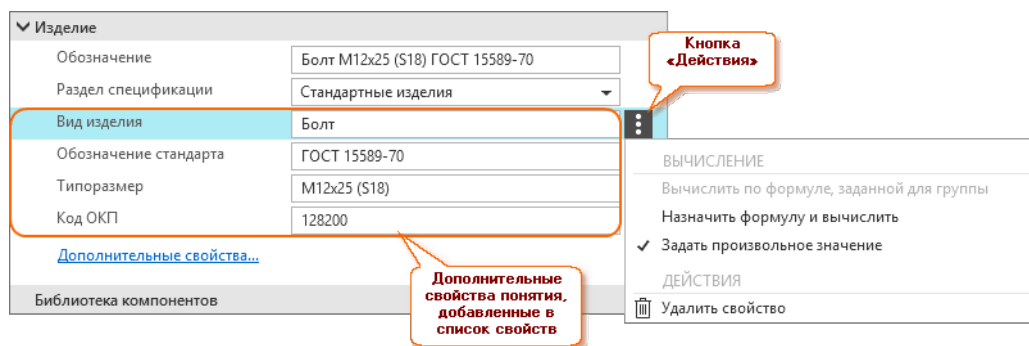 Изделие
Кнопка
«Действия»
Обозначение
Болт М12х25 (S18) ГОСТ 15589-70
Раздел спецификации
Стандартные изделия
Вид изделия
Болт
Обозначение стандарта
ГОСТ 15589-70
Типоразмер
М12х25 (S18)
Код ОКП
128200
Дополнительные свойства...
Библиотека компонентов
Дополнительные
свойства понятия,
добавленные в
список свойств
ВЫЧИСЛЕНИЕ
Вычислить по формуле, заданной для группы
Назначить формулу и вычислить
Задать произвольное значение
ДЕЙСТВИЯ
Удалить свойство